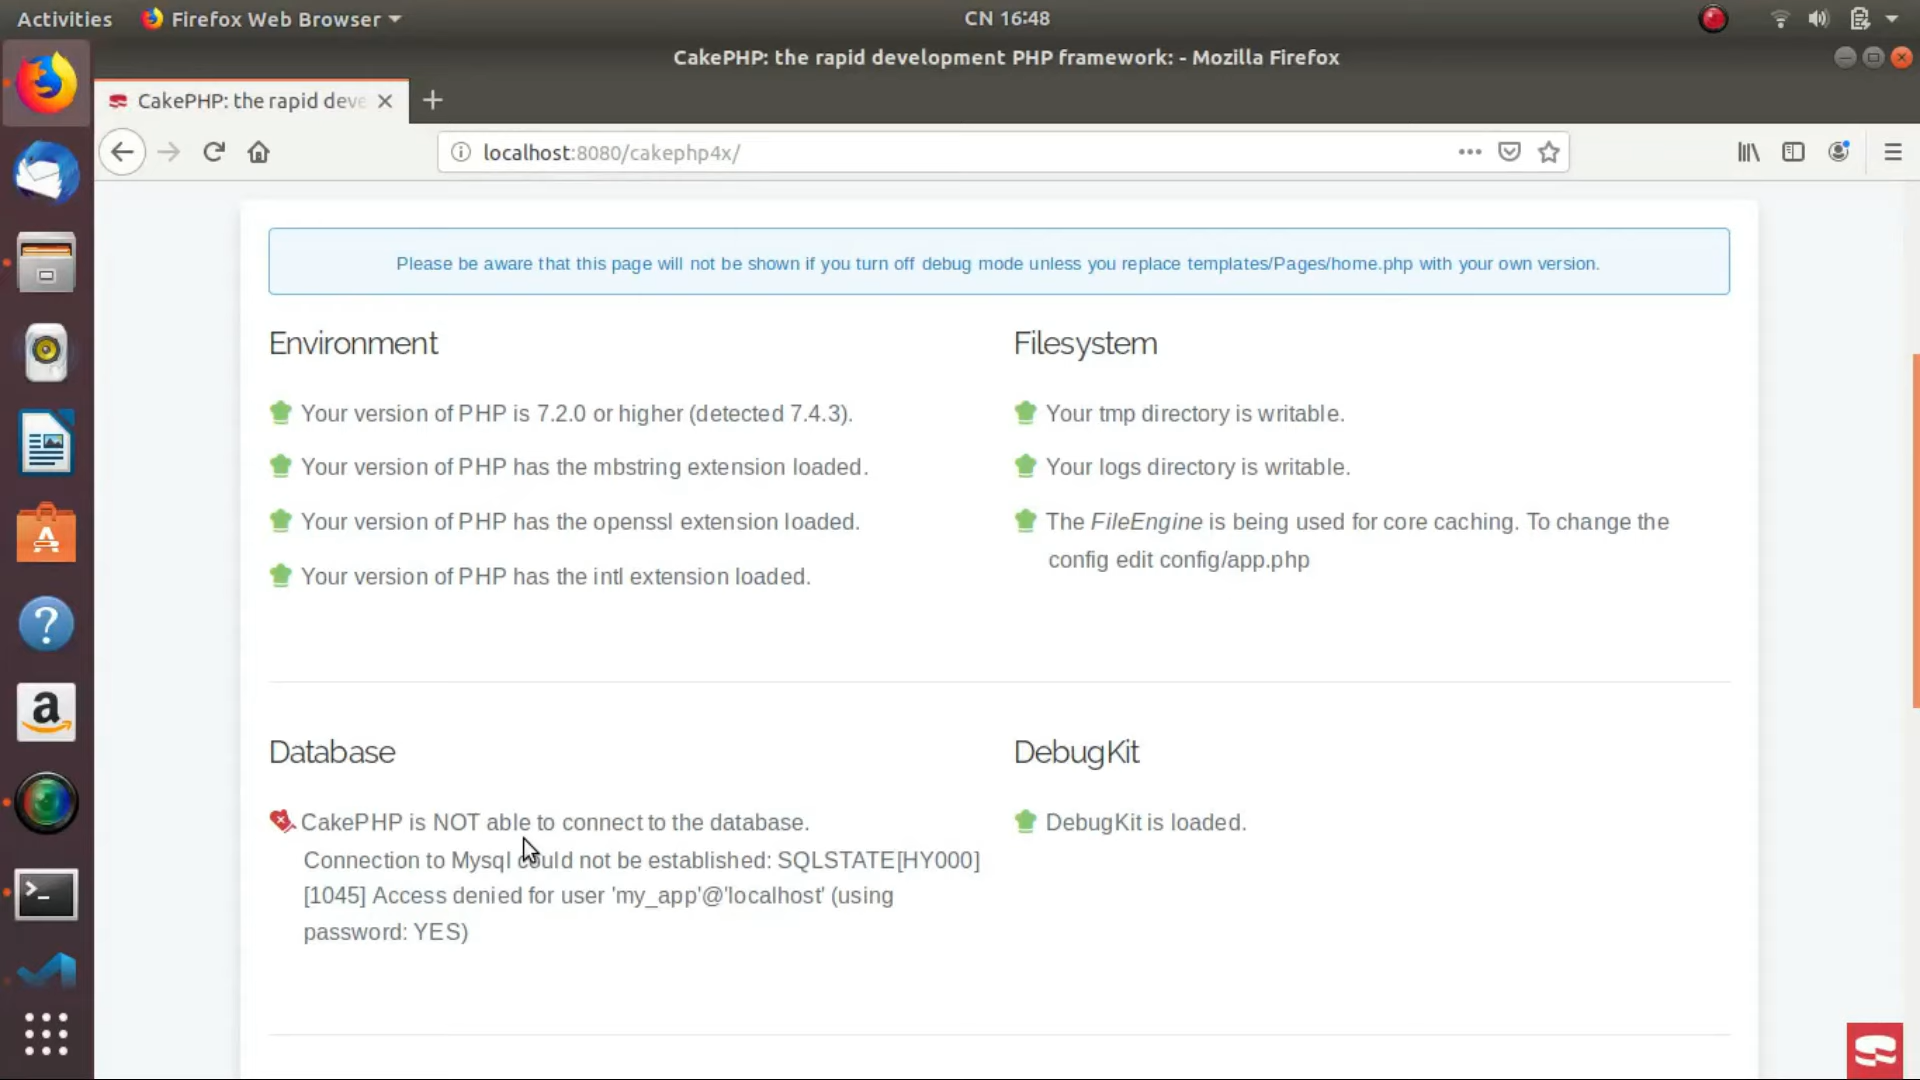 Activities
Firefox Web Browser
CN 16:48
CakePHP: the rapid development PHP framework: - Mozilla Firefox
CakePHP: the rapid deve
localhost:8080/cakephp4x/
Please be aware that this page will not be shown if you turn off debug mode unless you replace templates/Pages/home.php with your own version.
Environment
Your version of PHP is 7.2.0 or higher (detected 7.4.3).
Your version of PHP has the mbstring extension loaded.
Your version of PHP has the openssl extension loaded.
Your version of PHP has the intl extension loaded.
Filesystem
Your tmp directory is writable.
Your logs directory is writable.
The FileEngine is being used for core caching. To change the
config edit config/app.php
Database
CakePHP is NOT able to connect to the database.
Connection to Mysql could not be established: SQLSTATE[HY000]
[1045] Access denied for user 'my_app'@'localhost' (using
password: YES)
DebugKit
DebugKit is loaded.